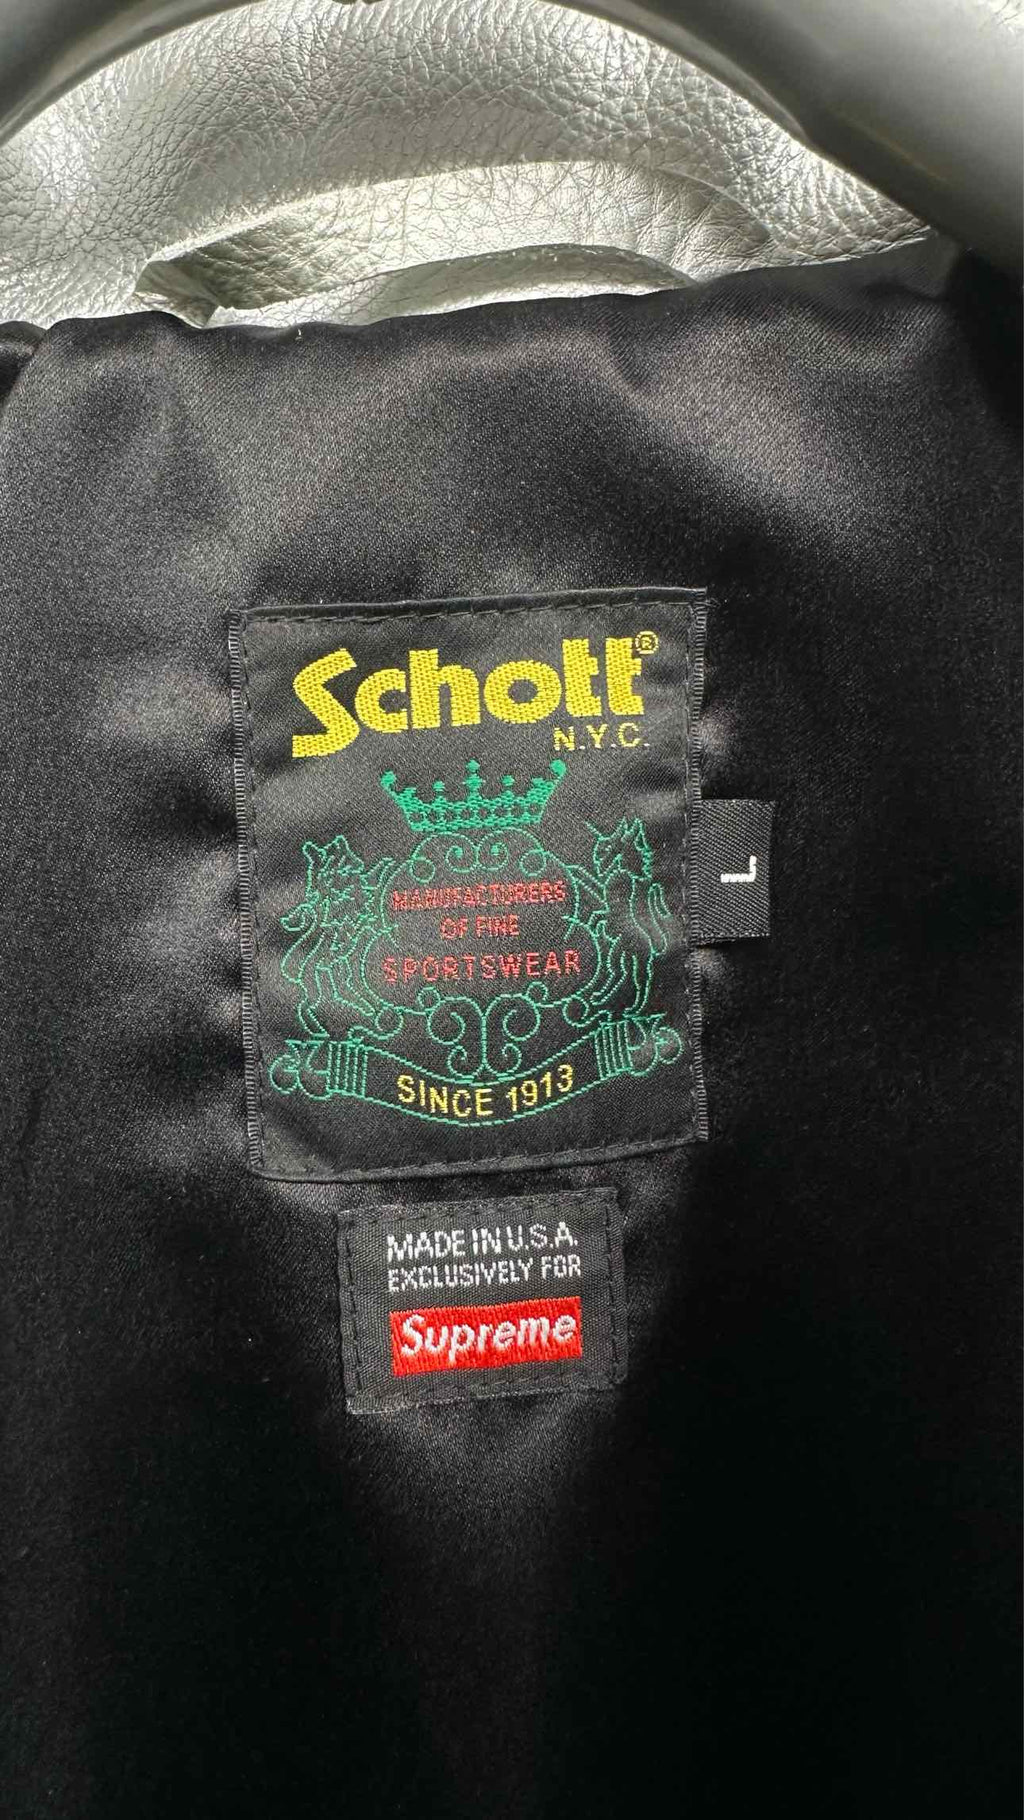 Schott®
N.Y.C.
MANUFACTURERS
OF FINE
SPORTSWEAR
SINCE 1913
L
MADE IN U.S.A.
EXCLUSIVELY FOR
Supreme